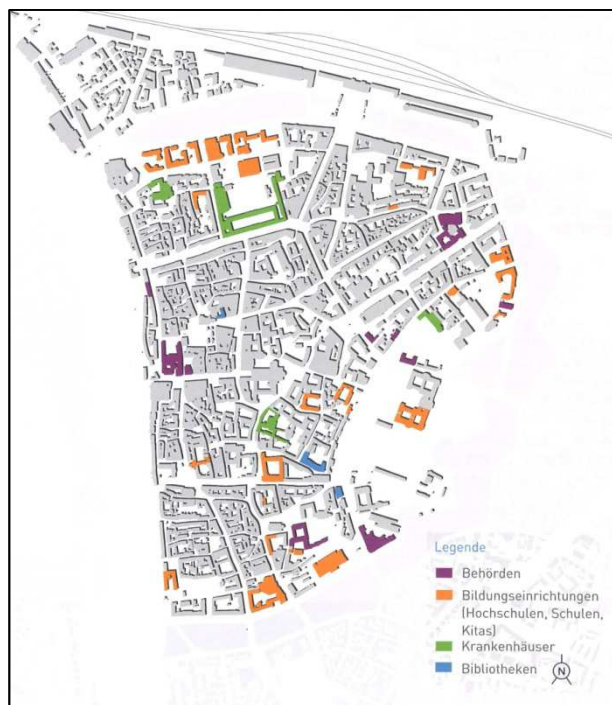 Legende
Behörden
Bildungseinrichtungen
(Hochschulen, Schulen,
Kitas)
Krankenhäuser
Bibliotheken
N